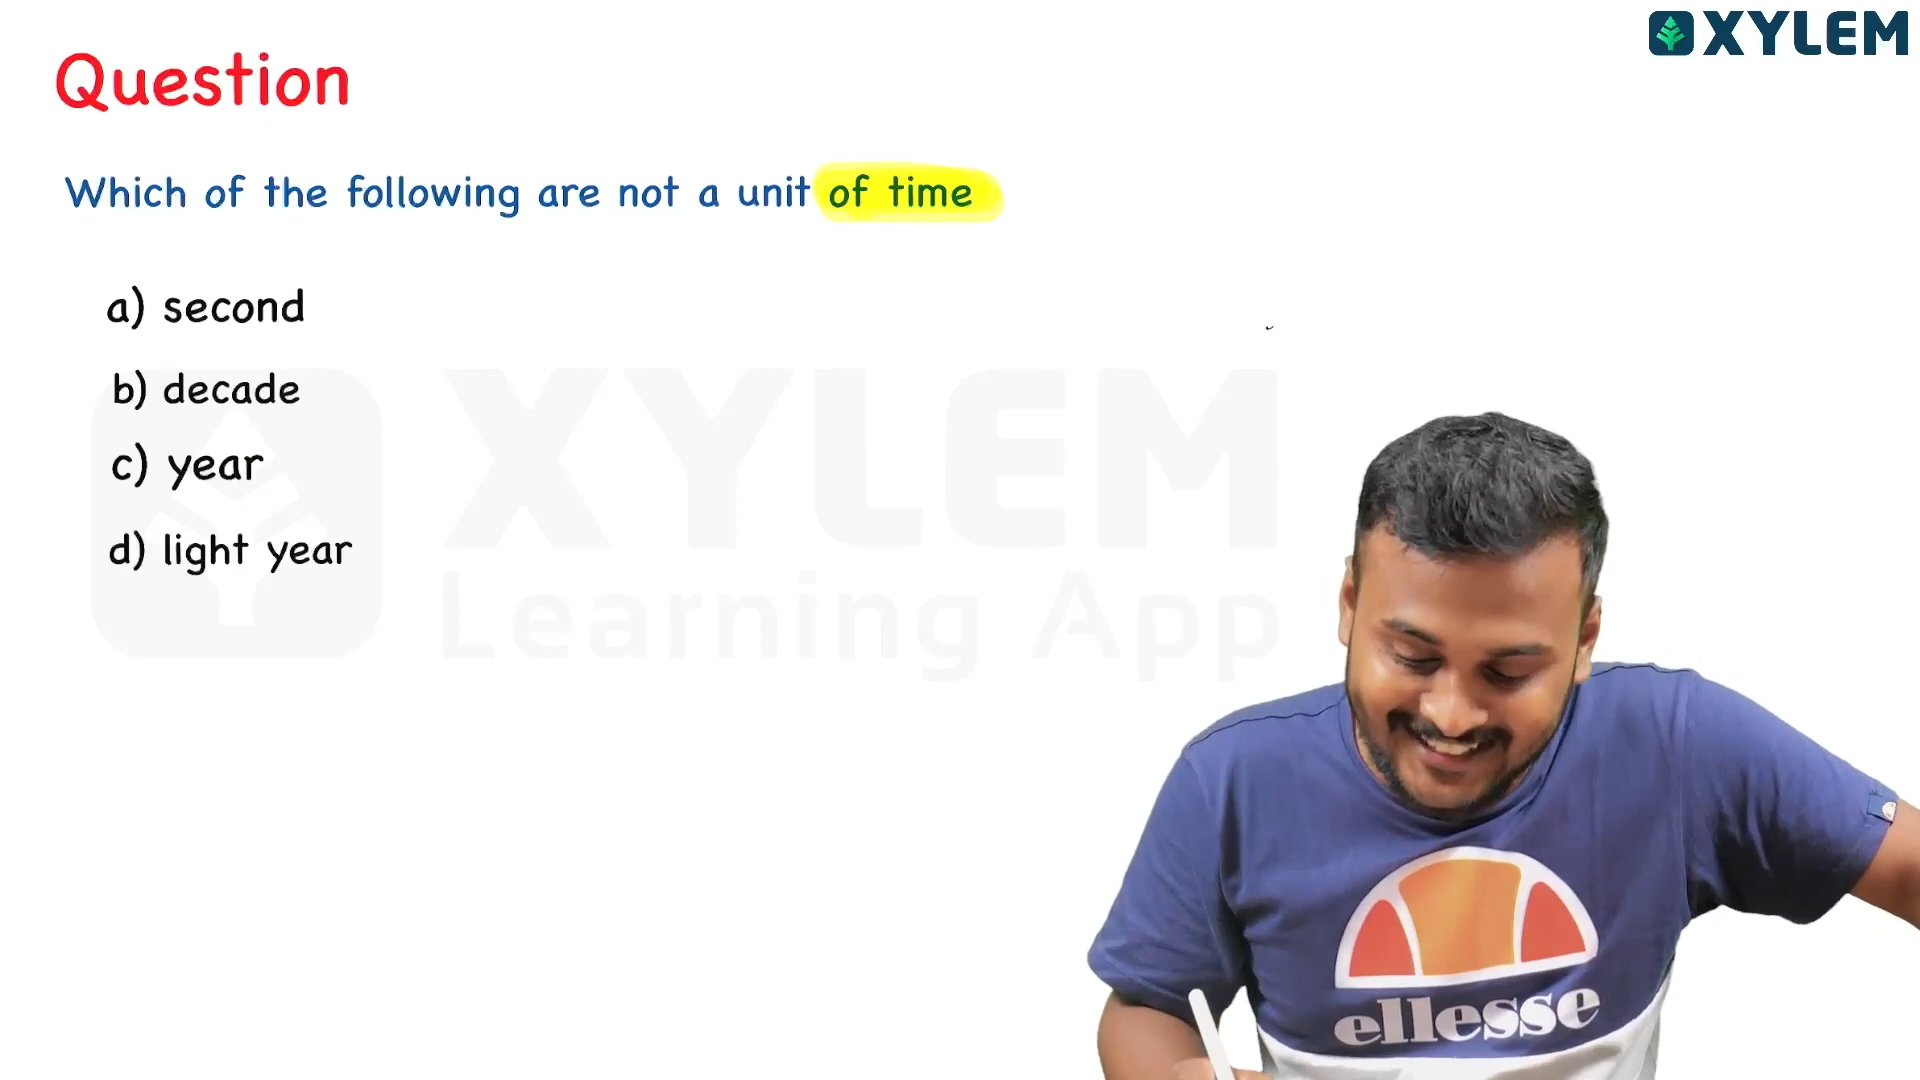 XYLEM
Question
Which of the following are not a unit of time
a) second
b) decade
c) year
d) light year
XYLEM
Learning App
ellesse